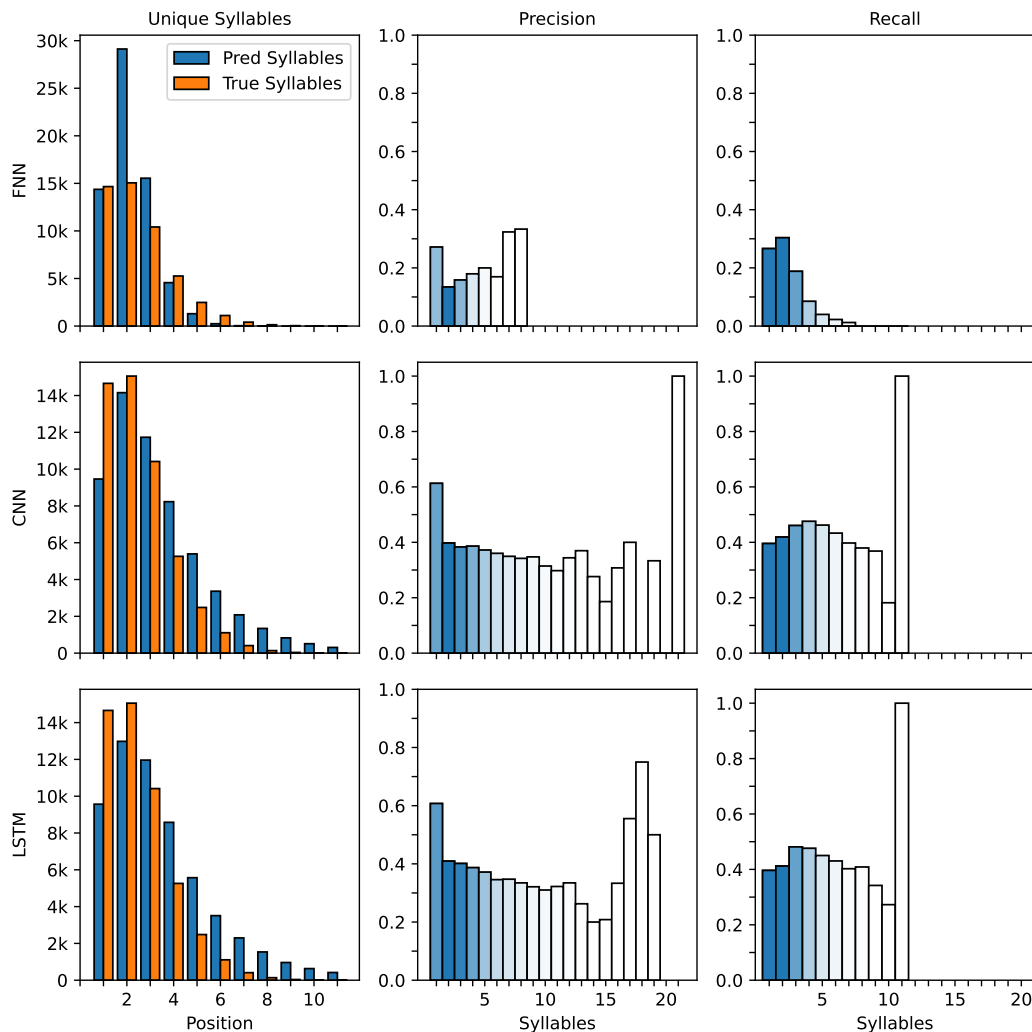 Unique Syllables
Precision
Recall
FNN
30k
25k
20k
15k
10k
5k
0
Pred Syllables
True Syllables
1.0
0.8
0.6
0.4
0.2
0.0
1.0
0.8
0.6
0.4
0.2
0.0
CNN
14k
12k
10k
8k
6k
4k
2k
0
1.0
0.8
0.6
0.4
0.2
0.0
1.0
0.8
0.6
0.4
0.2
0.0
LSTM
14k
12k
10k
8k
6k
4k
2k
0
2 4 6 8 10
Position
1.0
0.8
0.6
0.4
0.2
0.0
5 10 15 20
Syllables
1.0
0.8
0.6
0.4
0.2
0.0
5 10 15 20
Syllables